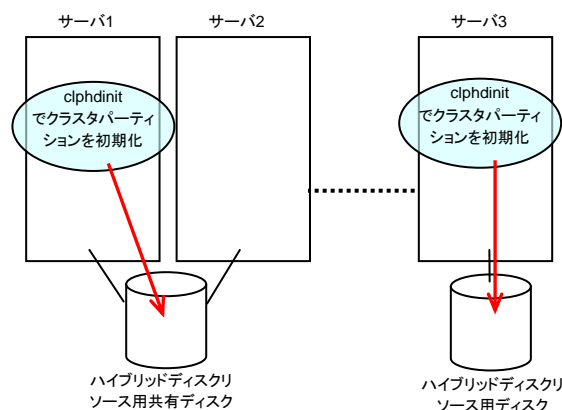 サーバ1
サーバ2
サーバ3
clphdinit
でクラスタパーティ
ションを初期化
clphdinit
でクラスタパーティ
ションを初期化
ハイブリッドディスクリ
ソース用共有ディスク
ハイブリッドディスクリ
ソース用ディスク